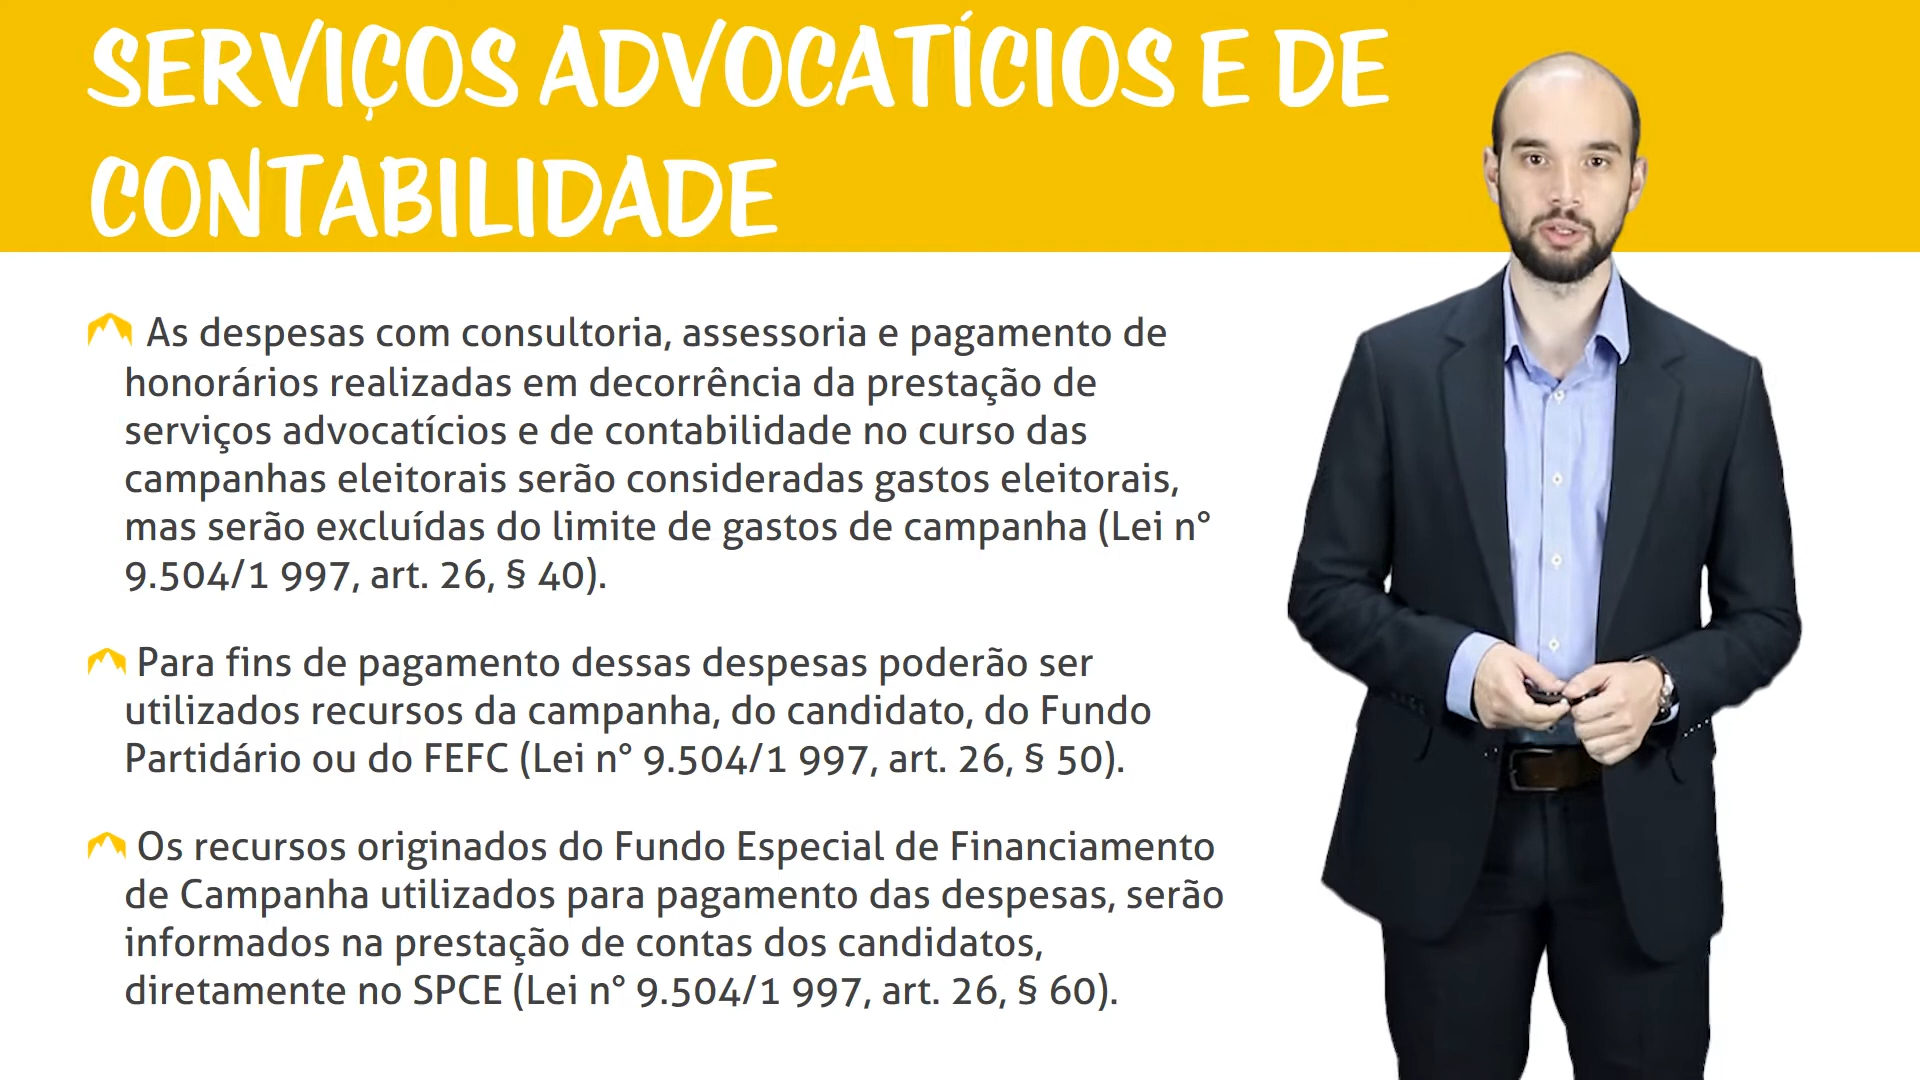 SERVIÇOS ADVOCATÍCIOS E DE
CONTABILIDADE
As despesas com consultoria, assessoria e pagamento de
honorários realizadas em decorrência da prestação de
serviços advocatícios e de contabilidade no curso das
campanhas eleitorais serão consideradas gastos eleitorais,
mas serão excluídas do limite de gastos de campanha (Lei n°
9.504/1 997, art. 26, § 40).
Para fins de pagamento dessas despesas poderão ser
utilizados recursos da campanha, do candidato, do Fundo
Partidário ou do FEFC (Lei n° 9.504/1 997, art. 26, § 50).
Os recursos originados do Fundo Especial de Financiamento
de Campanha utilizados para pagamento das despesas, serão
informados na prestação de contas dos candidatos,
diretamente no SPCE (Lei n° 9.504/1 997, art. 26, § 60).